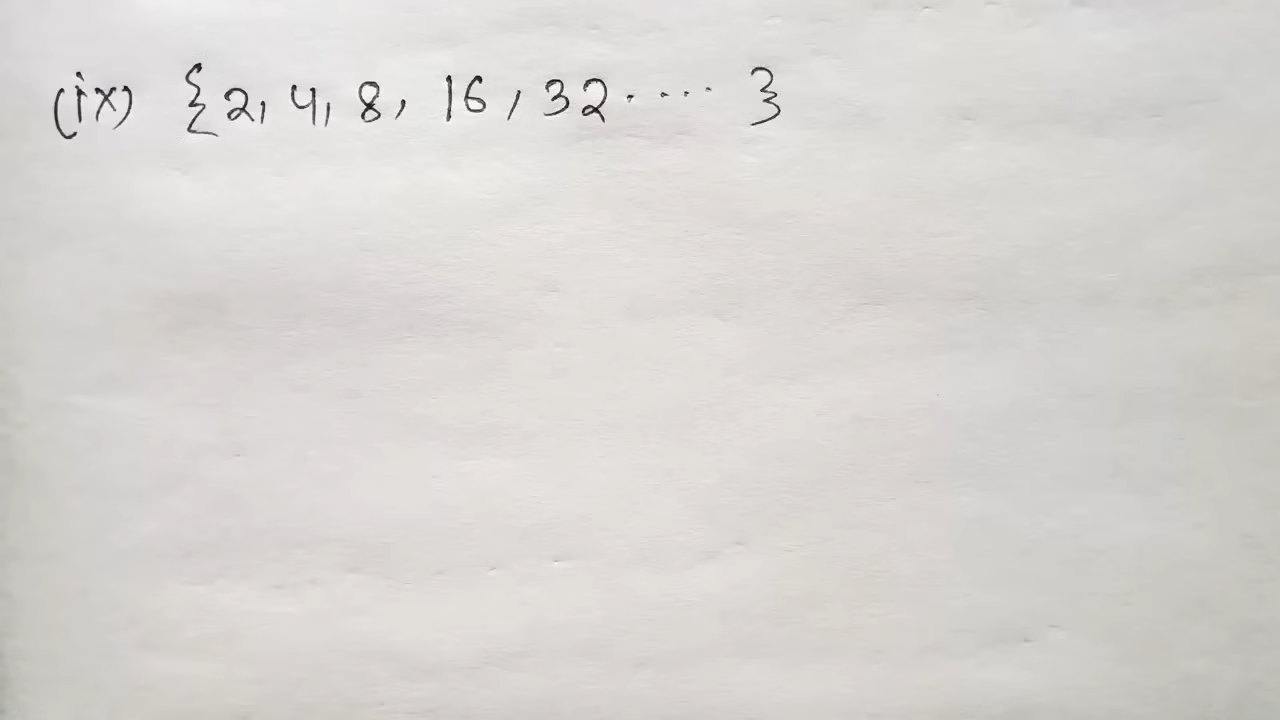 (ix) {2, 4, 8, 16, 32..... }